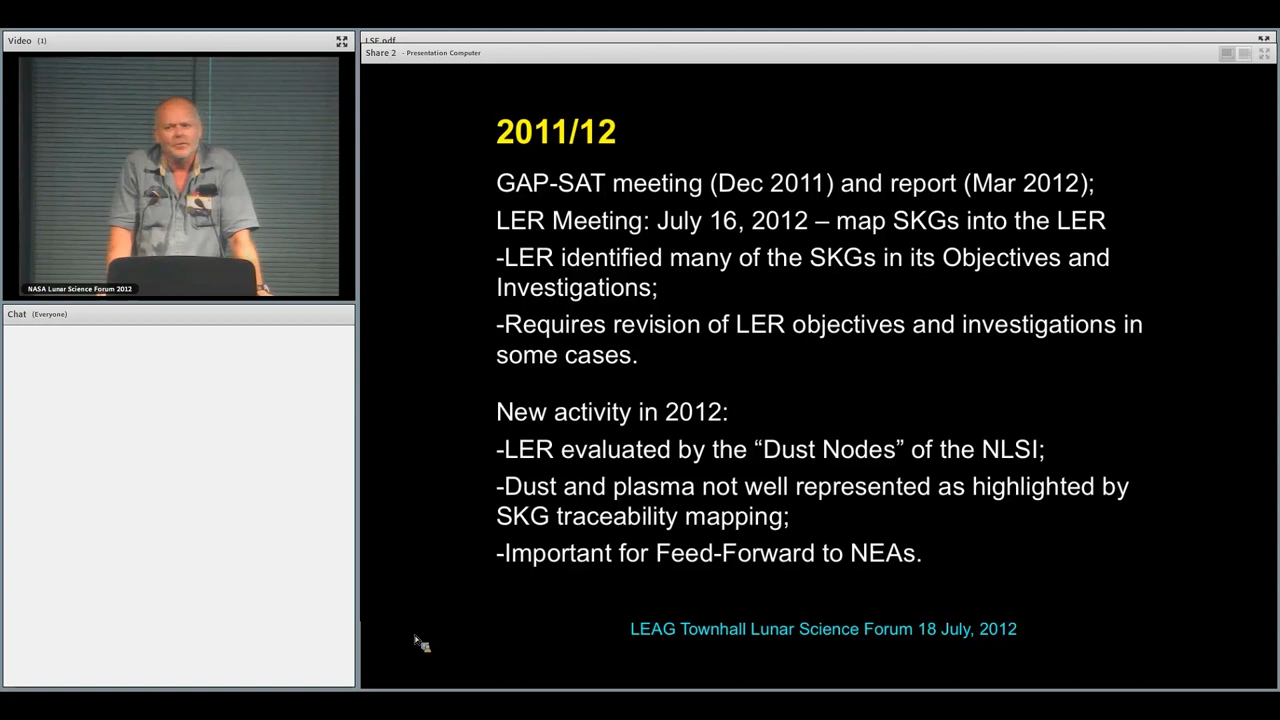 Video (1)
NASA Lunar Science Forum 2012
Chat (Everyone)
LSF.pdf
Share 2 - Presentation Computer
2011/12
GAP-SAT meeting (Dec 2011) and report (Mar 2012);
LER Meeting: July 16, 2012 – map SKGs into the LER
-LER identified many of the SKGs in its Objectives and
Investigations;
-Requires revision of LER objectives and investigations in
some cases.
New activity in 2012:
-LER evaluated by the “Dust Nodes” of the NLSI;
-Dust and plasma not well represented as highlighted by
SKG traceability mapping;
-Important for Feed-Forward to NEAs.
LEAG Townhall Lunar Science Forum 18 July, 2012